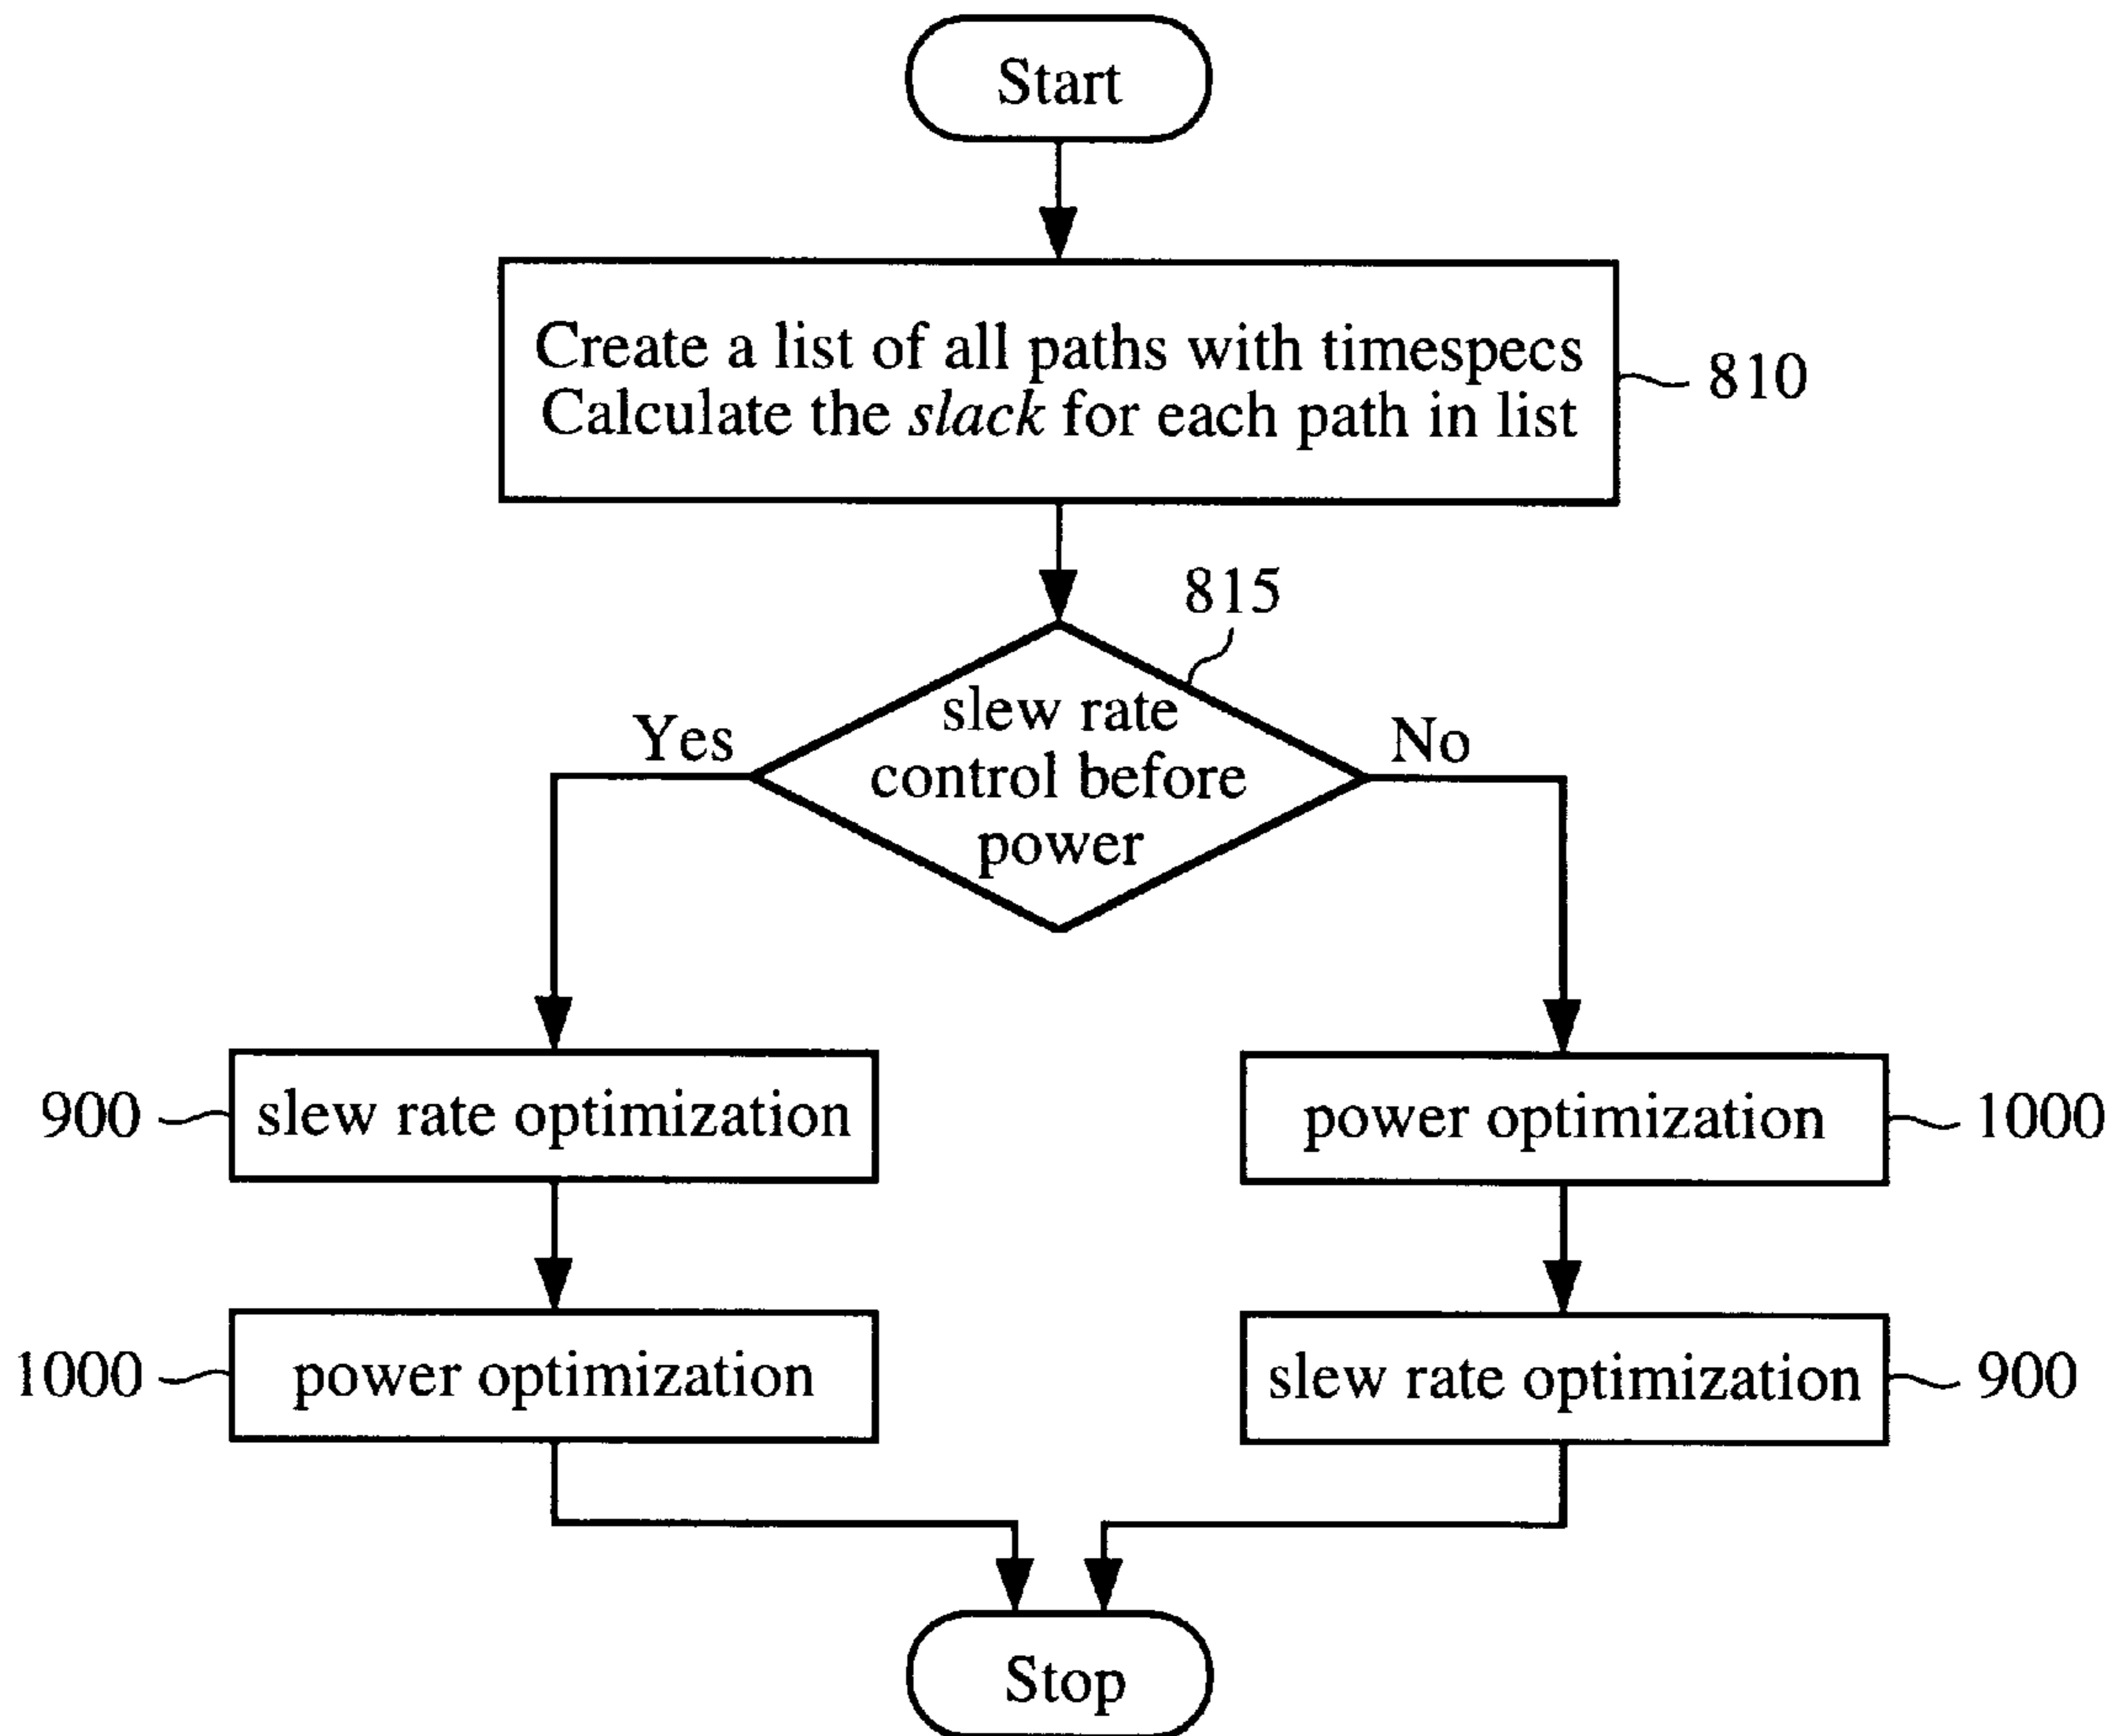 Start
Create a list of all paths with timespecs
Calculate the slack for each path in list
810
815
slew rate
control before
power
Yes
No
900
slew rate optimization
power optimization
1000
1000
power optimization
slew rate optimization
900
Stop